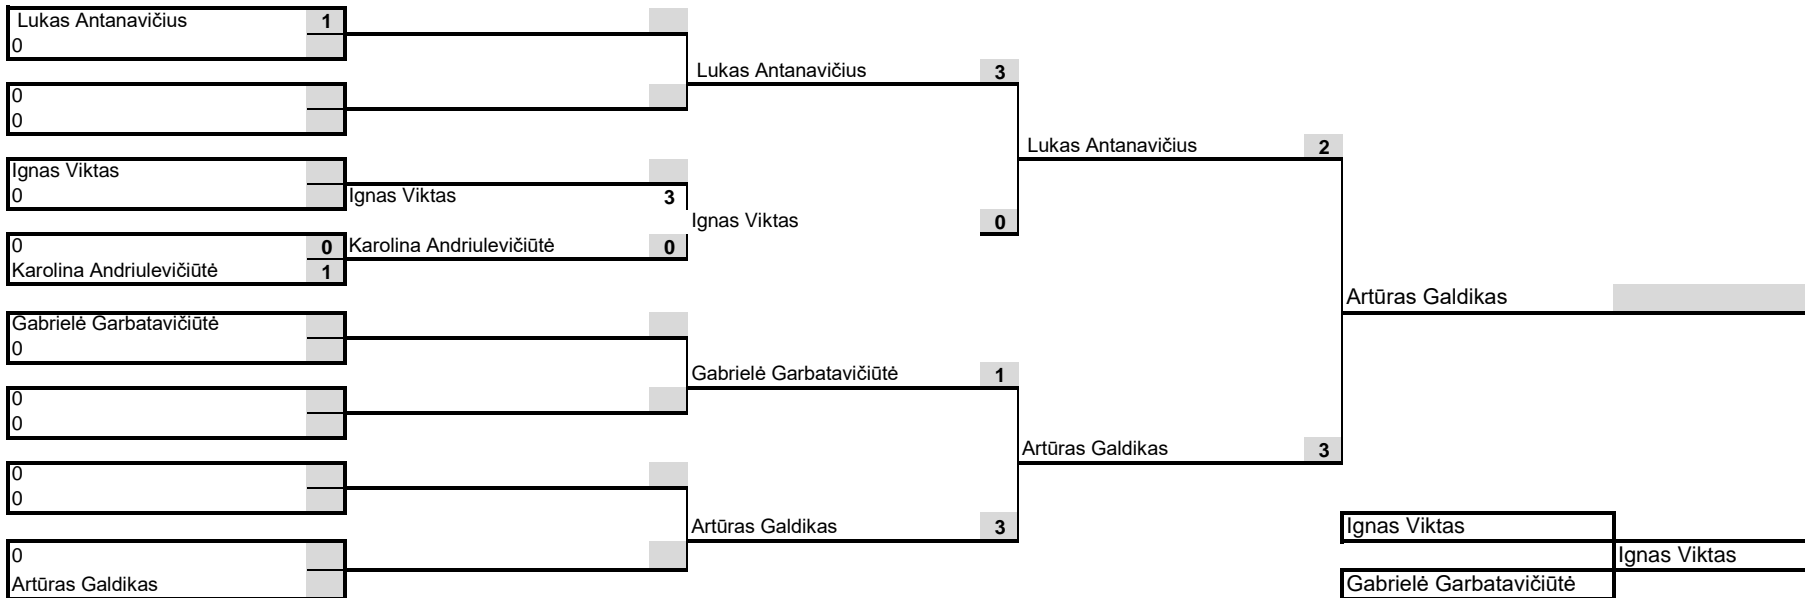 Lukas Antanavičius 1
0
0
0
Ignas Viktas
0
0 0
Karolina Andriulevičiūtė 1
Gabrielė Garbatavičiūtė
0
0
0
0
0
0
Artūras Galdikas
Ignas Viktas 3
Karolina Andriulevičiūtė 0
Lukas Antanavičius 3
Ignas Viktas 0
Gabrielė Garbatavičiūtė 1
Artūras Galdikas 3
Lukas Antanavičius 2
Artūras Galdikas 3
Artūras Galdikas
Ignas Viktas
Gabrielė Garbatavičiūtė
Ignas Viktas